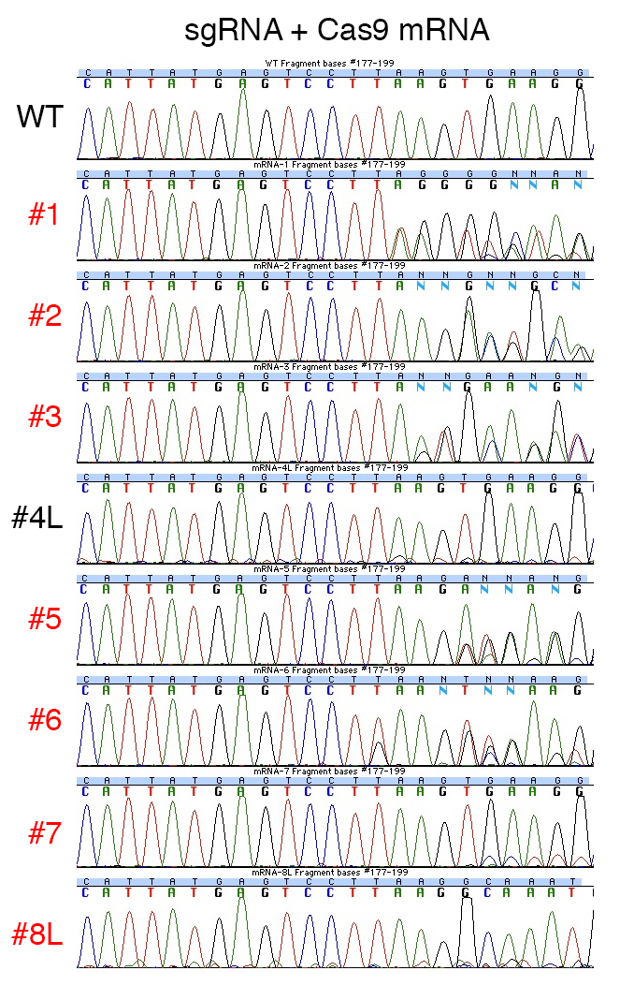 sgRNA + Cas9 mRNA
WT Fragment bases #177-199
C A T T A T G A G T C C T T A A G T G A A G G
WT
C A T T A T G A G T C C T T A A G T G A A G G
mRNA-1 Fragment bases #177-199
C A T T A T G A G T C C T T A G G G G N N A N
#1
C A T T A T G A G T C C T T A G G G G N N A N
mRNA-2 Fragment bases #177-199
C A T T A T G A G T C C T T A N N G N N G C N
#2
C A T T A T G A G T C C T T A N N G N N G C N
mRNA-3 Fragment bases #177-199
C A T T A T G A G T C C T T A N N G A A N G N
#3
C A T T A T G A G T C C T T A N N G A A N G N
mRNA-4L Fragment bases #177-199
C A T T A T G A G T C C T T A A G T G A A G G
#4L
C A T T A T G A G T C C T T A A G T G A A G G
mRNA-5 Fragment bases #177-199
C A T T A T G A G T C C T T A A G A N N A N G
#5
C A T T A T G A G T C C T T A A G A N N A N G
mRNA-6 Fragment bases #177-199
C A T T A T G A G T C C T T A A N T N N A A G
#6
C A T T A T G A G T C C T T A A N T N N A A G
mRNA-7 Fragment bases #177-199
C A T T A T G A G T C C T T A A G T G A A G G
#7
C A T T A T G A G T C C T T A A G T G A A G G
mRNA-8L Fragment bases #177-199
C A T T A T G A G T C C T T A A G G C A A A T
#8L
C A T T A T G A G T C C T T A A G G C A A A T